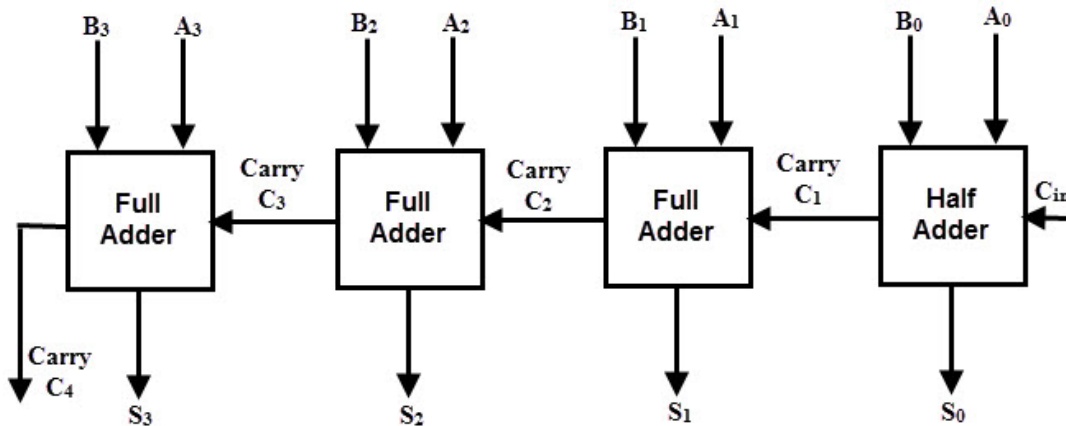 B₃ A₃ B₂ A₂ B₁ A₁ B₀ A₀
Full
Adder
Carry
C₃
Full
Adder
Carry
C₂
Full
Adder
Carry
C₁
Half
Adder
Cin
Carry
C₄
S₃ S₂ S₁ S₀